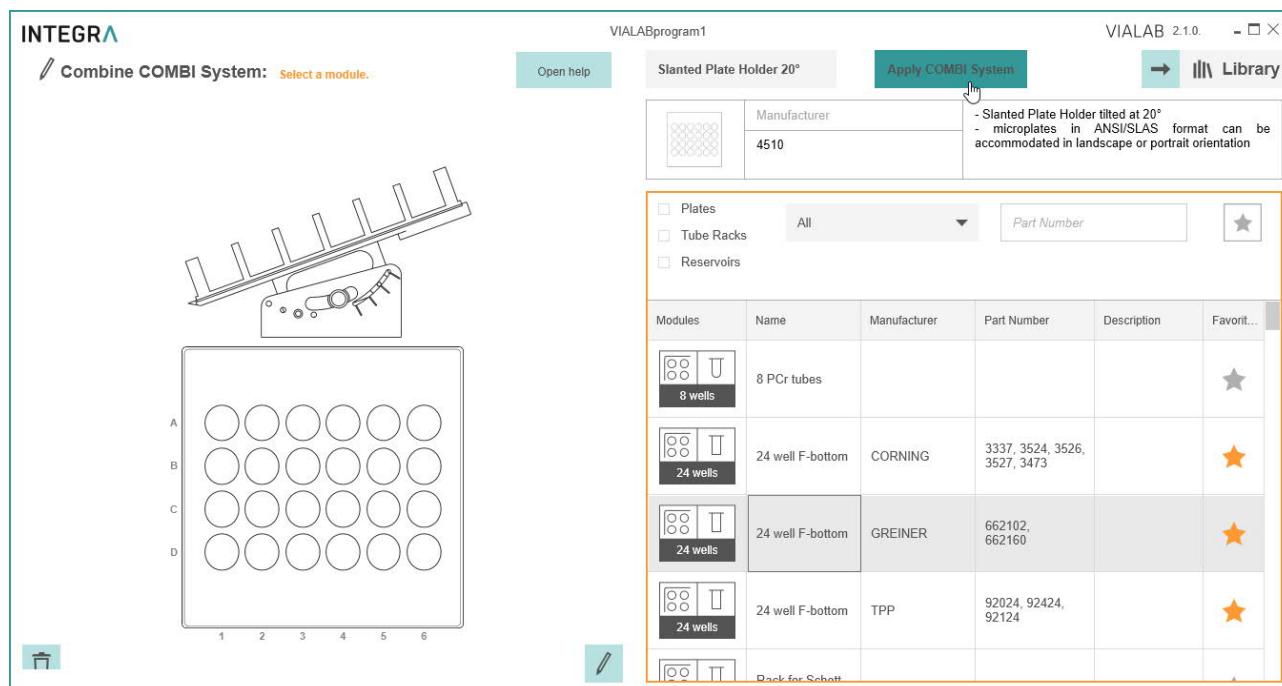 INTEGRA
VIALABprogram1
VIALAB 2.1.0.
Combine COMBI System: Select a module.
Open help
Slanted Plate Holder 20°
Apply COMBI System
Library
Manufacturer
4510
- Slanted Plate Holder tilted at 20°
- microplates in ANSI/SLAS format can be
accommodated in landscape or portrait orientation
Plates
Tube Racks
Reservoirs
All
Part Number
Modules Name Manufacturer Part Number Description Favorit...
8 wells
8 PCr tubes
24 wells
24 well F-bottom
CORNING
3337, 3524, 3526,
3527, 3473
24 wells
24 well F-bottom
GREINER
662102,
662160
24 wells
24 well F-bottom
TPP
92024, 92424,
92124
Rack for Schott
A
B
C
D
1 2 3 4 5 6